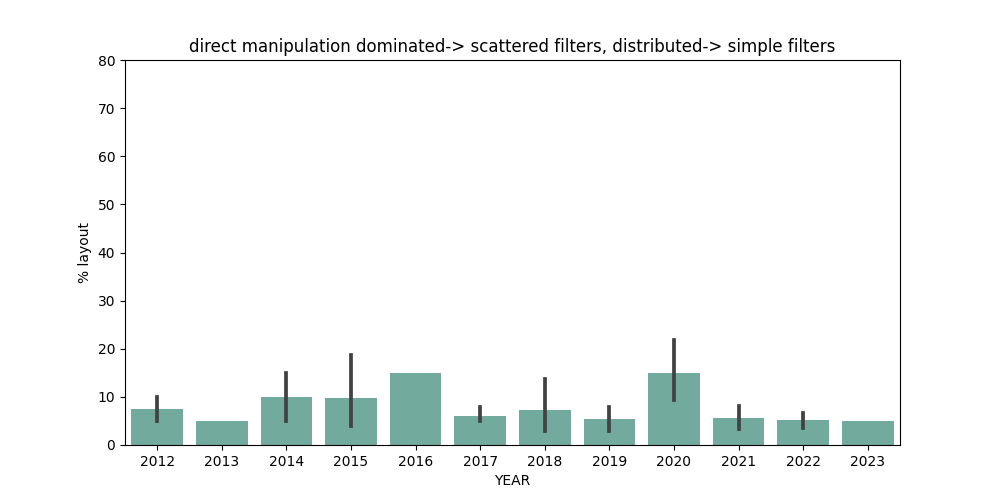 direct manipulation dominated-> scattered filters, distributed-> simple filters
80
70
60
50
40
30
20
10
0
% layout
2012 2013 2014 2015 2016 2017 2018 2019 2020 2021 2022 2023
YEAR